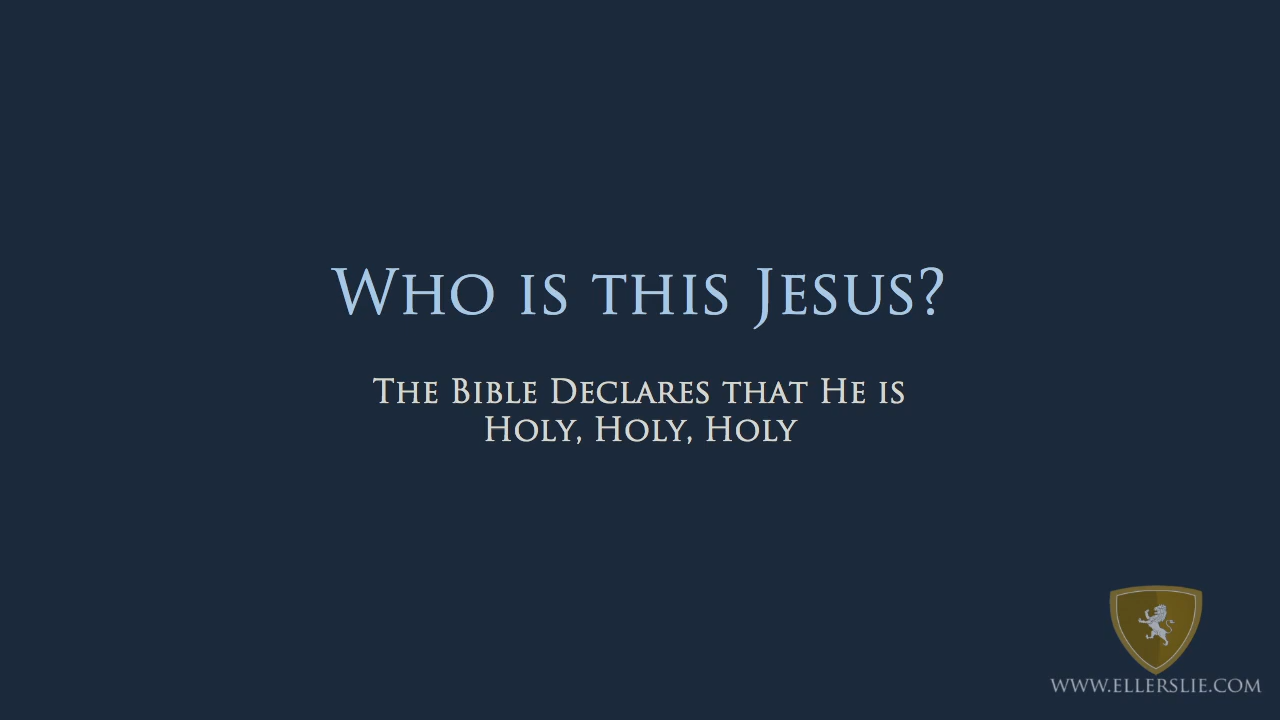 Who is this Jesus?
The Bible Declares that He is
Holy, Holy, Holy
www.ellerslie.com